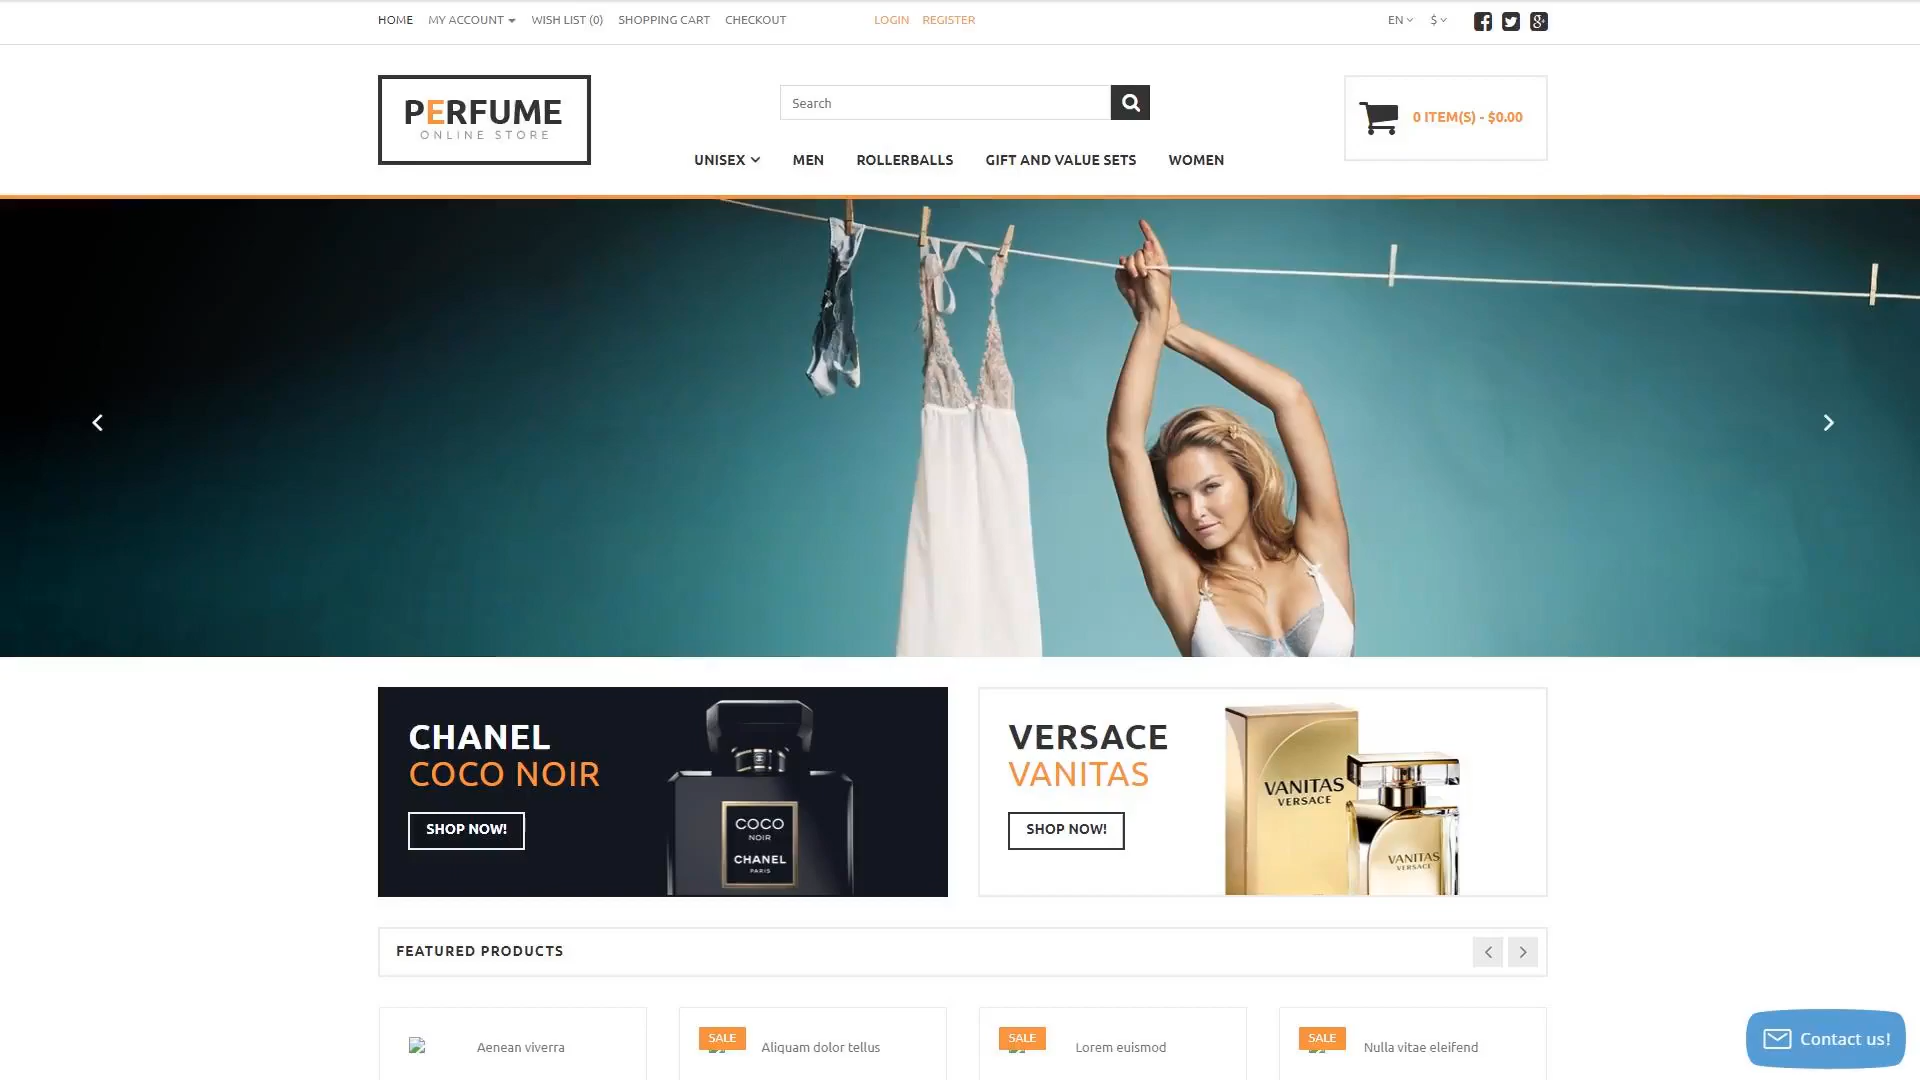 HOME MY ACCOUNT WISH LIST (0) SHOPPING CART CHECKOUT LOGIN REGISTER EN $
PERFUME
ONLINE STORE
Search
0 ITEM(S) - $0.00
UNISEX MEN ROLLERBALLS GIFT AND VALUE SETS WOMEN
CHANEL
COCO NOIR
SHOP NOW!
COCO
NOIR
CHANEL
PARIS
VERSACE
VANITAS
SHOP NOW!
VANITAS
VERSACE
VANITAS
VERSACE
FEATURED PRODUCTS
Aenean viverra
SALE
Aliquam dolor tellus
SALE
Lorem euismod
SALE
Nulla vitae eleifend
Contact us!